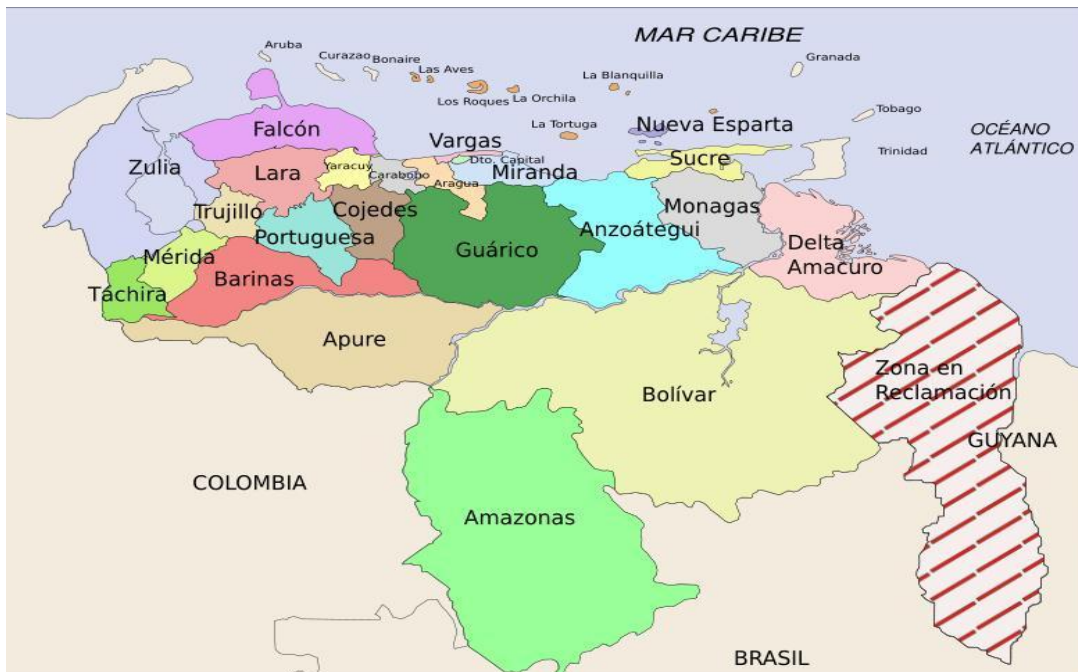 MAR CARIBE
Aruba
Curazao
Bonaire
Las Aves
Los Roques
La Orchila
La Blanquilla
La Tortuga
Granada
Tobago
Trinidad
OCÉANO
ATLÁNTICO
Nueva Esparta
Falcón
Vargas
Dto. Capital
Sucre
Zulia
Lara
Yaracuy
Carabobo
Aragua
Miranda
Trujillo
Cojedes
Portuguesa
Guárico
Anzoátegui
Monagas
Delta
Amacuro
Mérida
Táchira
Barinas
Apure
Bolívar
Zona en
Reclamación
GUYANA
COLOMBIA
Amazonas
BRASIL